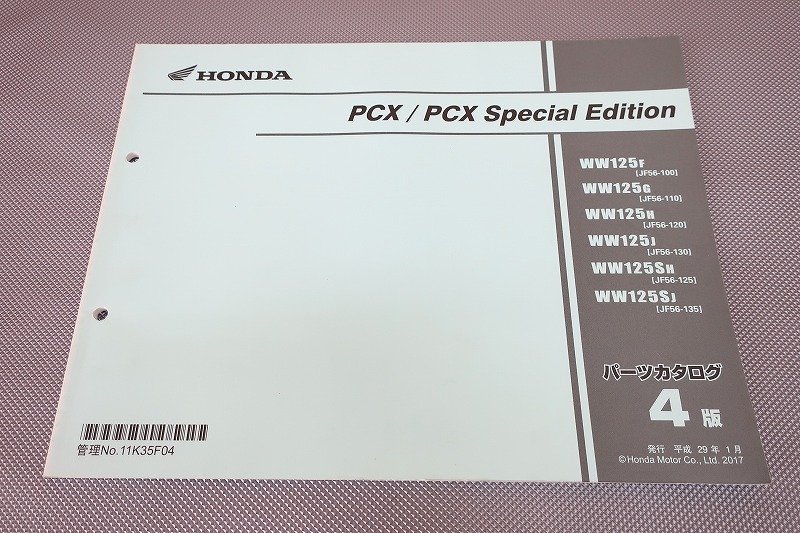 HONDA
PCX / PCX Special Edition
WW125F
[JF56-100]
WW125G
[JF56-110]
WW125H
[JF56-120]
WW125J
[JF56-130]
WW125SH
[JF56-125]
WW125SJ
[JF56-135]
パーツカタログ
4 版
発行 平成 29 年 1 月
©Honda Motor Co., Ltd. 2017
管理No.11K35F04